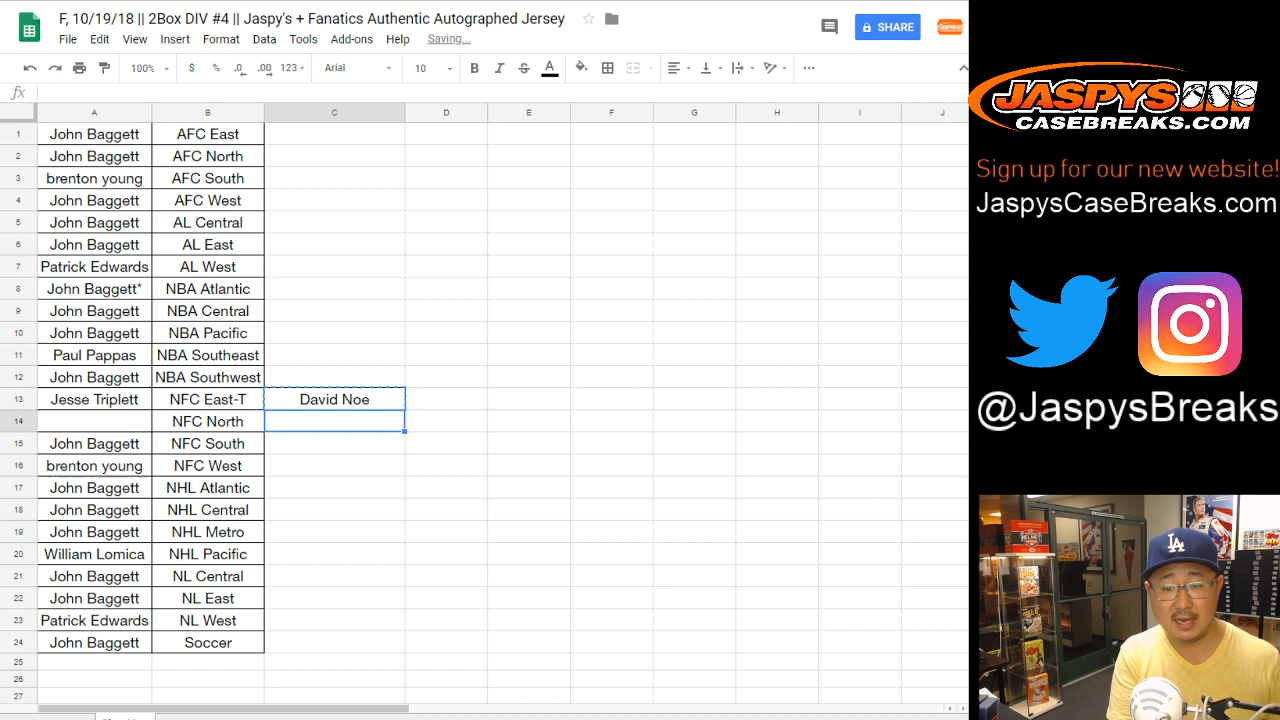 F, 10/19/18 || 2Box DIV #4 || Jaspy's + Fanatics Authentic Autographed Jersey
File Edit View Insert Format Data Tools Add-ons Help Saving...
SHARE
100% $ % .0 .00 123 Arial 10 B I S A
fx
A B C D E F G H I J
1 John Baggett AFC East
2 John Baggett AFC North
3 brenton young AFC South
4 John Baggett AFC West
5 John Baggett AL Central
6 John Baggett AL East
7 Patrick Edwards AL West
8 John Baggett* NBA Atlantic
9 John Baggett NBA Central
10 John Baggett NBA Pacific
11 Paul Pappas NBA Southeast
12 John Baggett NBA Southwest
13 Jesse Triplett NFC East-T David Noe
14 NFC North
15 John Baggett NFC South
16 brenton young NFC West
17 John Baggett NHL Atlantic
18 John Baggett NHL Central
19 John Baggett NHL Metro
20 William Lomica NHL Pacific
21 John Baggett NL Central
22 John Baggett NL East
23 Patrick Edwards NL West
24 John Baggett Soccer
25
26
27
JASPYS
CASEBREAKS.COM
Sign up for our new website!
JaspysCaseBreaks.com
@JaspysBreaks
LA